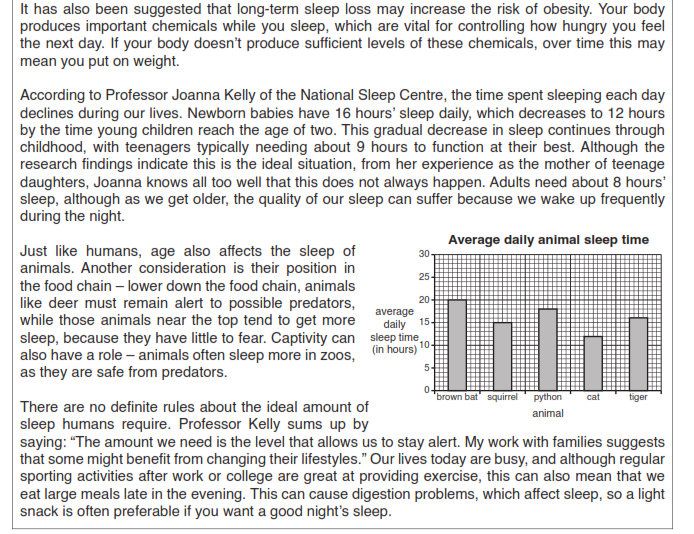 It has also been suggested that long-term sleep loss may increase the risk of obesity. Your body
produces important chemicals while you sleep, which are vital for controlling how hungry you feel
the next day. If your body doesn't produce sufficient levels of these chemicals, over time this may
mean you put on weight.
According to Professor Joanna Kelly of the National Sleep Centre, the time spent sleeping each day
declines during our lives. Newborn babies have 16 hours' sleep daily, which decreases to 12 hours
by the time young children reach the age of two. This gradual decrease in sleep continues through
childhood, with teenagers typically needing about 9 hours to function at their best. Although the
research findings indicate this is the ideal situation, from her experience as the mother of teenage
daughters, Joanna knows all too well that this does not always happen. Adults need about 8 hours'
sleep, although as we get older, the quality of our sleep can suffer because we wake up frequently
during the night.
Just like humans, age also affects the sleep of
animals. Another consideration is their position in
the food chain – lower down the food chain, animals
like deer must remain alert to possible predators,
while those animals near the top tend to get more
sleep, because they have little to fear. Captivity can
also have a role – animals often sleep more in zoos,
as they are safe from predators.
Average daily animal sleep time
average
daily
sleep time
(in hours)
30
25
20
15
10
5
0
brown bat squirrel python cat tiger
animal
There are no definite rules about the ideal amount of
sleep humans require. Professor Kelly sums up by
saying: “The amount we need is the level that allows us to stay alert. My work with families suggests
that some might benefit from changing their lifestyles.” Our lives today are busy, and although regular
sporting activities after work or college are great at providing exercise, this can also mean that we
eat large meals late in the evening. This can cause digestion problems, which affect sleep, so a light
snack is often preferable if you want a good night's sleep.